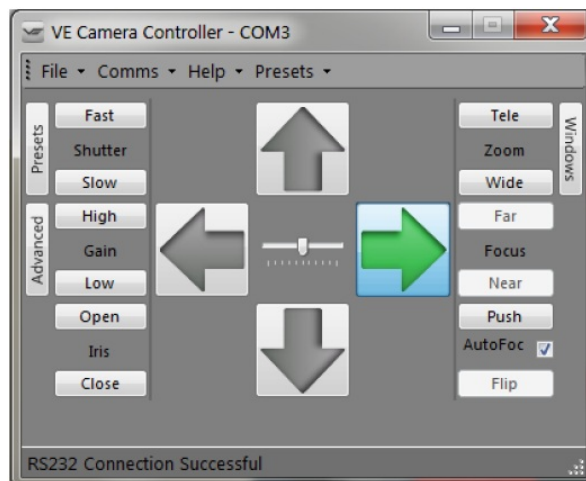 VE Camera Controller - COM3
File Comms Help Presets
Presets
Advanced
Fast
Shutter
Slow
High
Gain
Low
Open
Iris
Close
Tele
Zoom
Wide
Far
Focus
Near
Push
AutoFoc
Flip
Windows
RS232 Connection Successful